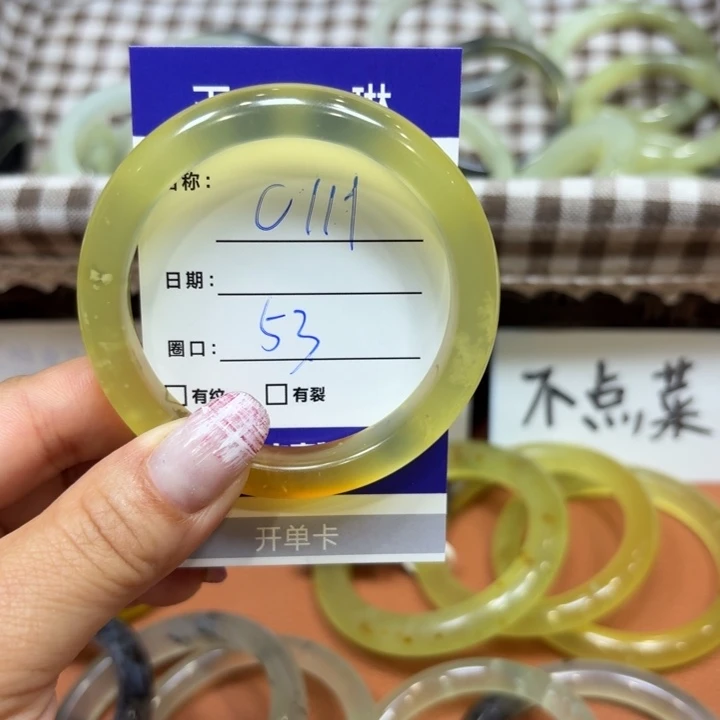 名称: 0111
日期:
圈口: 53
有纹 有裂
开单卡
不点菜